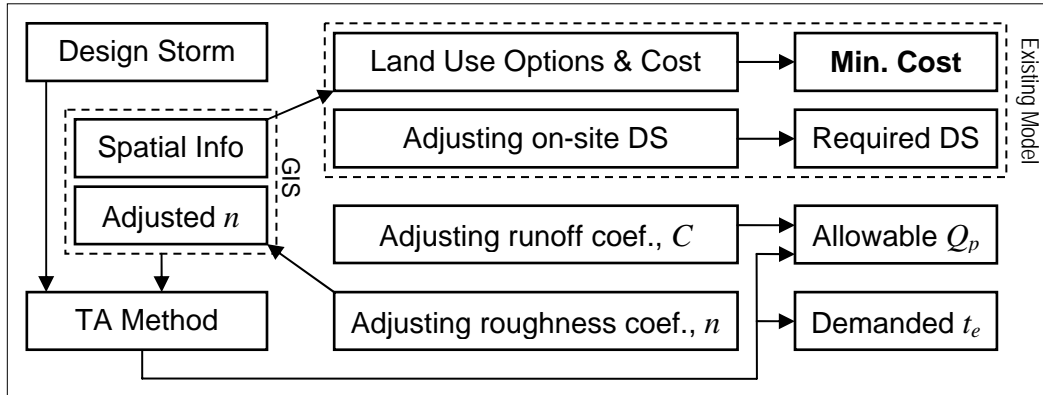 Design Storm
Land Use Options & Cost
Min. Cost
Existing Model
Spatial Info
Adjusting on-site DS
Required DS
GIS
Adjusted n
Adjusting runoff coef., C
Allowable Qp
TA Method
Adjusting roughness coef., n
Demanded te